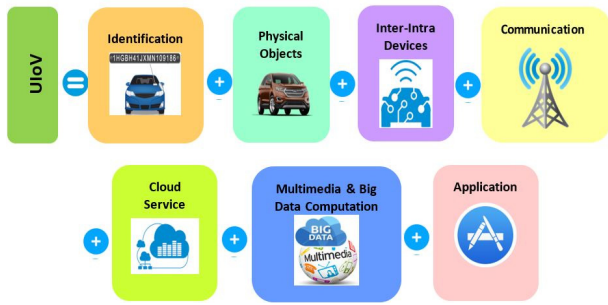 UIoV
Identification
*1HGBH41JXMN109186*
Physical
Objects
Inter-Intra
Devices
Communication
Cloud
Service
Multimedia & Big
Data Computation
BIG
DATA
Multimedia
Application